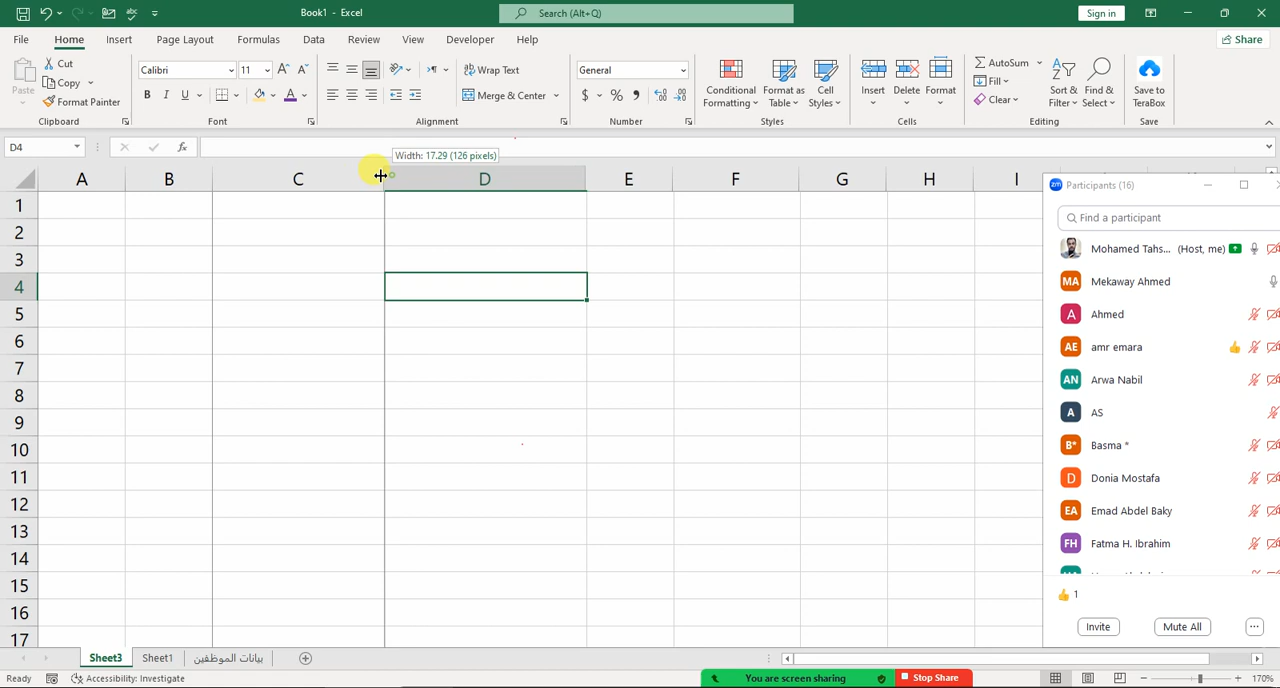 Book1 - Excel
Search (Alt+Q)
Sign in
File Home Insert Page Layout Formulas Data Review View Developer Help
Share
Paste
Cut
Copy
Format Painter
Clipboard
Calibri 11
B I U A
Font
Wrap Text
Merge & Center
Alignment
General
$ % ,
Number
Conditional Formatting
Format as Table
Cell Styles
Styles
Insert
Delete
Format
Cells
AutoSum
Fill
Clear
Sort & Filter
Find & Select
Editing
Save to TeraBox
Save
D4
fx
Width: 17.29 (126 pixels)
A B C D E F G H I
1
2
3
4
5
6
7
8
9
10
11
12
13
14
15
16
17
zm Participants (16)
Find a participant
Mohamed Tahs... (Host, me)
MA Mekaway Ahmed
A Ahmed
AE amr emara
AN Arwa Nabil
A AS
B* Basma *
D Donia Mostafa
EA Emad Abdel Baky
FH Fatma H. Ibrahim
1
Invite Mute All ...
Sheet3 Sheet1 بيانات الموظفين
Ready Accessibility: Investigate
You are screen sharing Stop Share
170%